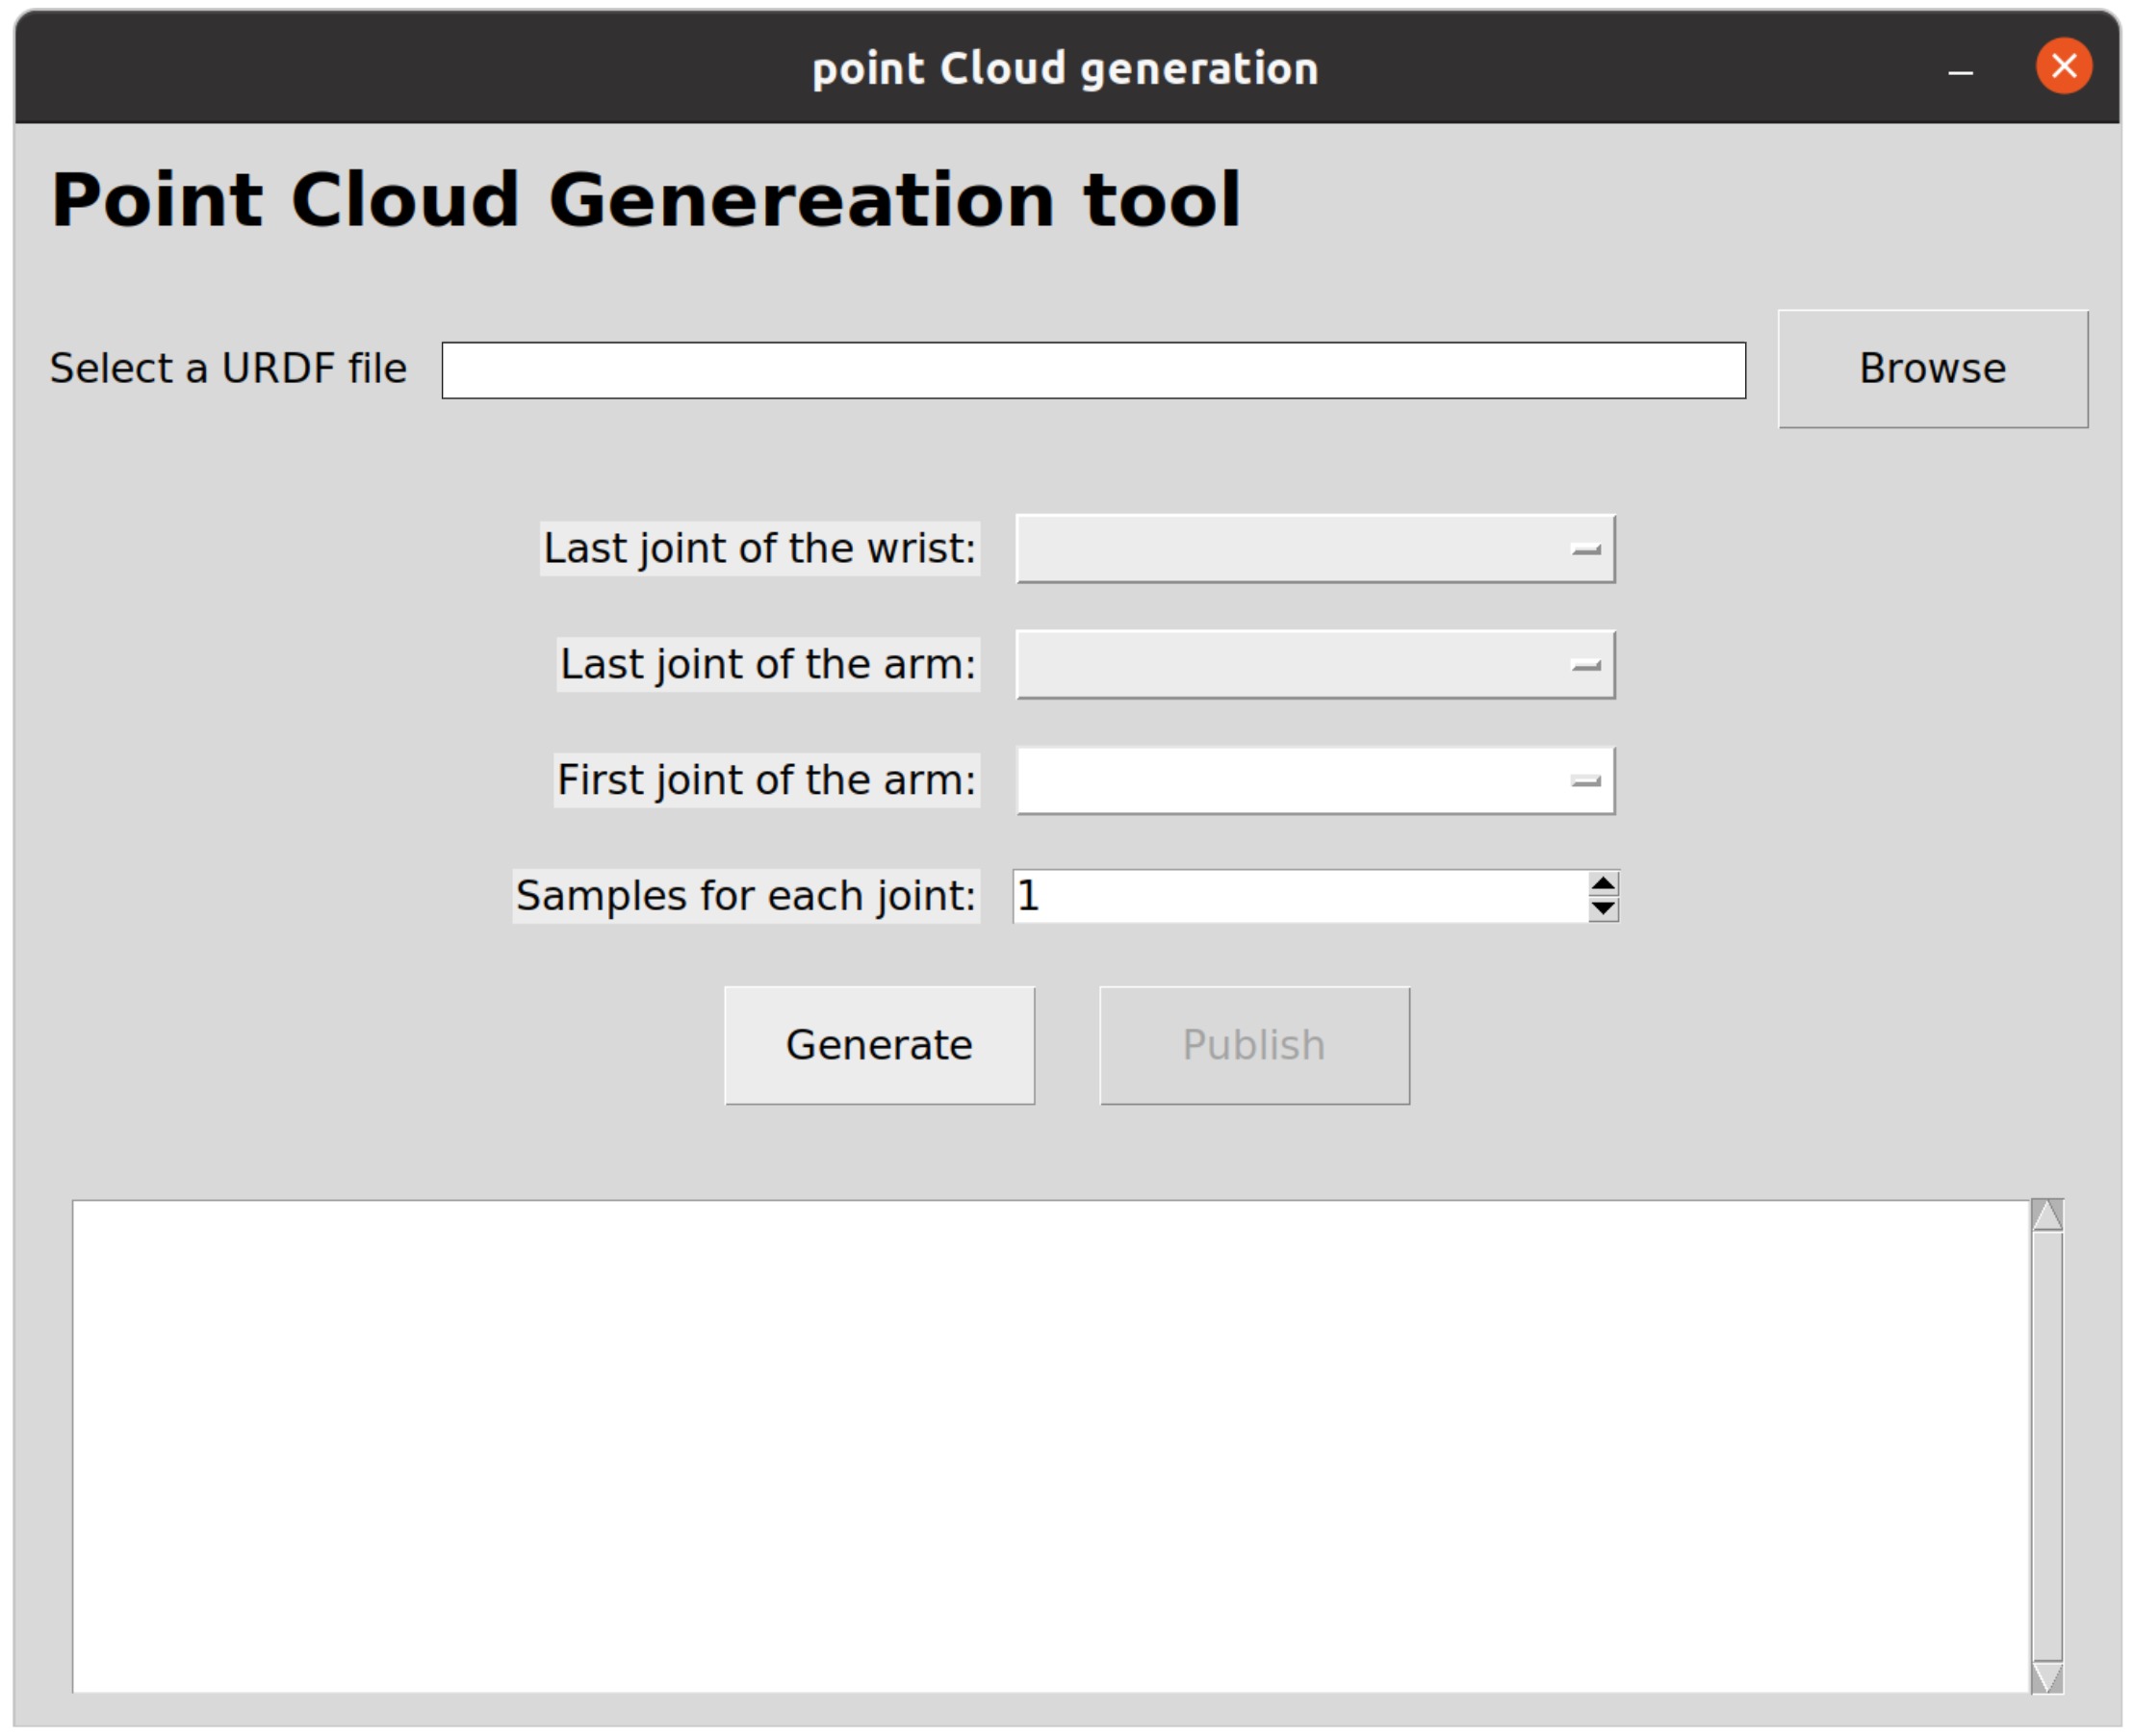 point Cloud generation
Point Cloud Genereation tool
Select a URDF file
Browse
Last joint of the wrist:
Last joint of the arm:
First joint of the arm:
Samples for each joint: 1
Generate
Publish